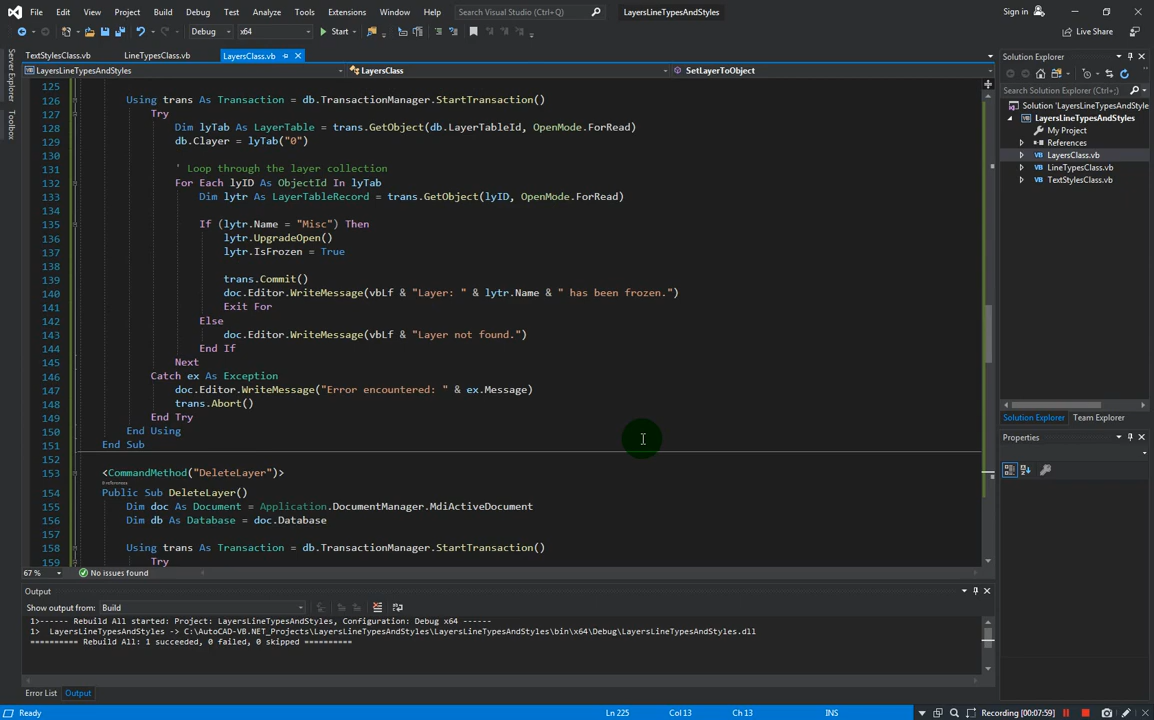 File Edit View Project Build Debug Test Analyze Tools Extensions Window Help Search Visual Studio (Ctrl+Q) LayersLineTypesAndStyles Sign in
Debug x64 Start Live Share
Server Explorer
Toolbox
TextStylesClass.vb LineTypesClass.vb LayersClass.vb
LayersLineTypesAndStyles LayersClass SetLayerToObject
125
126 Using trans As Transaction = db.TransactionManager.StartTransaction()
127 Try
128 Dim lyTab As LayerTable = trans.GetObject(db.LayerTableId, OpenMode.ForRead)
129 db.Clayer = lyTab("0")
130
131 ' Loop through the layer collection
132 For Each lyID As ObjectId In lyTab
133 Dim lytr As LayerTableRecord = trans.GetObject(lyID, OpenMode.ForRead)
134
135 If (lytr.Name = "Misc") Then
136 lytr.UpgradeOpen()
137 lytr.IsFrozen = True
138
139 trans.Commit()
140 doc.Editor.WriteMessage(vbLf & "Layer: " & lytr.Name & " has been frozen.")
141 Exit For
142 Else
143 doc.Editor.WriteMessage(vbLf & "Layer not found.")
144 End If
145 Next
146 Catch ex As Exception
147 doc.Editor.WriteMessage("Error encountered: " & ex.Message)
148 trans.Abort()
149 End Try
150 End Using
151 End Sub
152
153 <CommandMethod("DeleteLayer")>
0 references
154 Public Sub DeleteLayer()
155 Dim doc As Document = Application.DocumentManager.MdiActiveDocument
156 Dim db As Database = doc.Database
157
158 Using trans As Transaction = db.TransactionManager.StartTransaction()
159 Try
67 % No issues found
Solution Explorer
Search Solution Explorer (Ctrl+;)
Solution 'LayersLineTypesAndStyle
LayersLineTypesAndStyles
My Project
References
LayersClass.vb
LineTypesClass.vb
TextStylesClass.vb
Solution Explorer Team Explorer
Properties
Output
Show output from: Build
1>------ Rebuild All started: Project: LayersLineTypesAndStyles, Configuration: Debug x64 ------
1> LayersLineTypesAndStyles -> C:\AutoCAD-VB.NET_Projects\LayersLineTypesAndStyles\LayersLineTypesAndStyles\bin\x64\Debug\LayersLineTypesAndStyles.dll
========== Rebuild All: 1 succeeded, 0 failed, 0 skipped ==========
Error List Output
Ready Ln 225 Col 13 Ch 13 INS Recording [00:07:59]